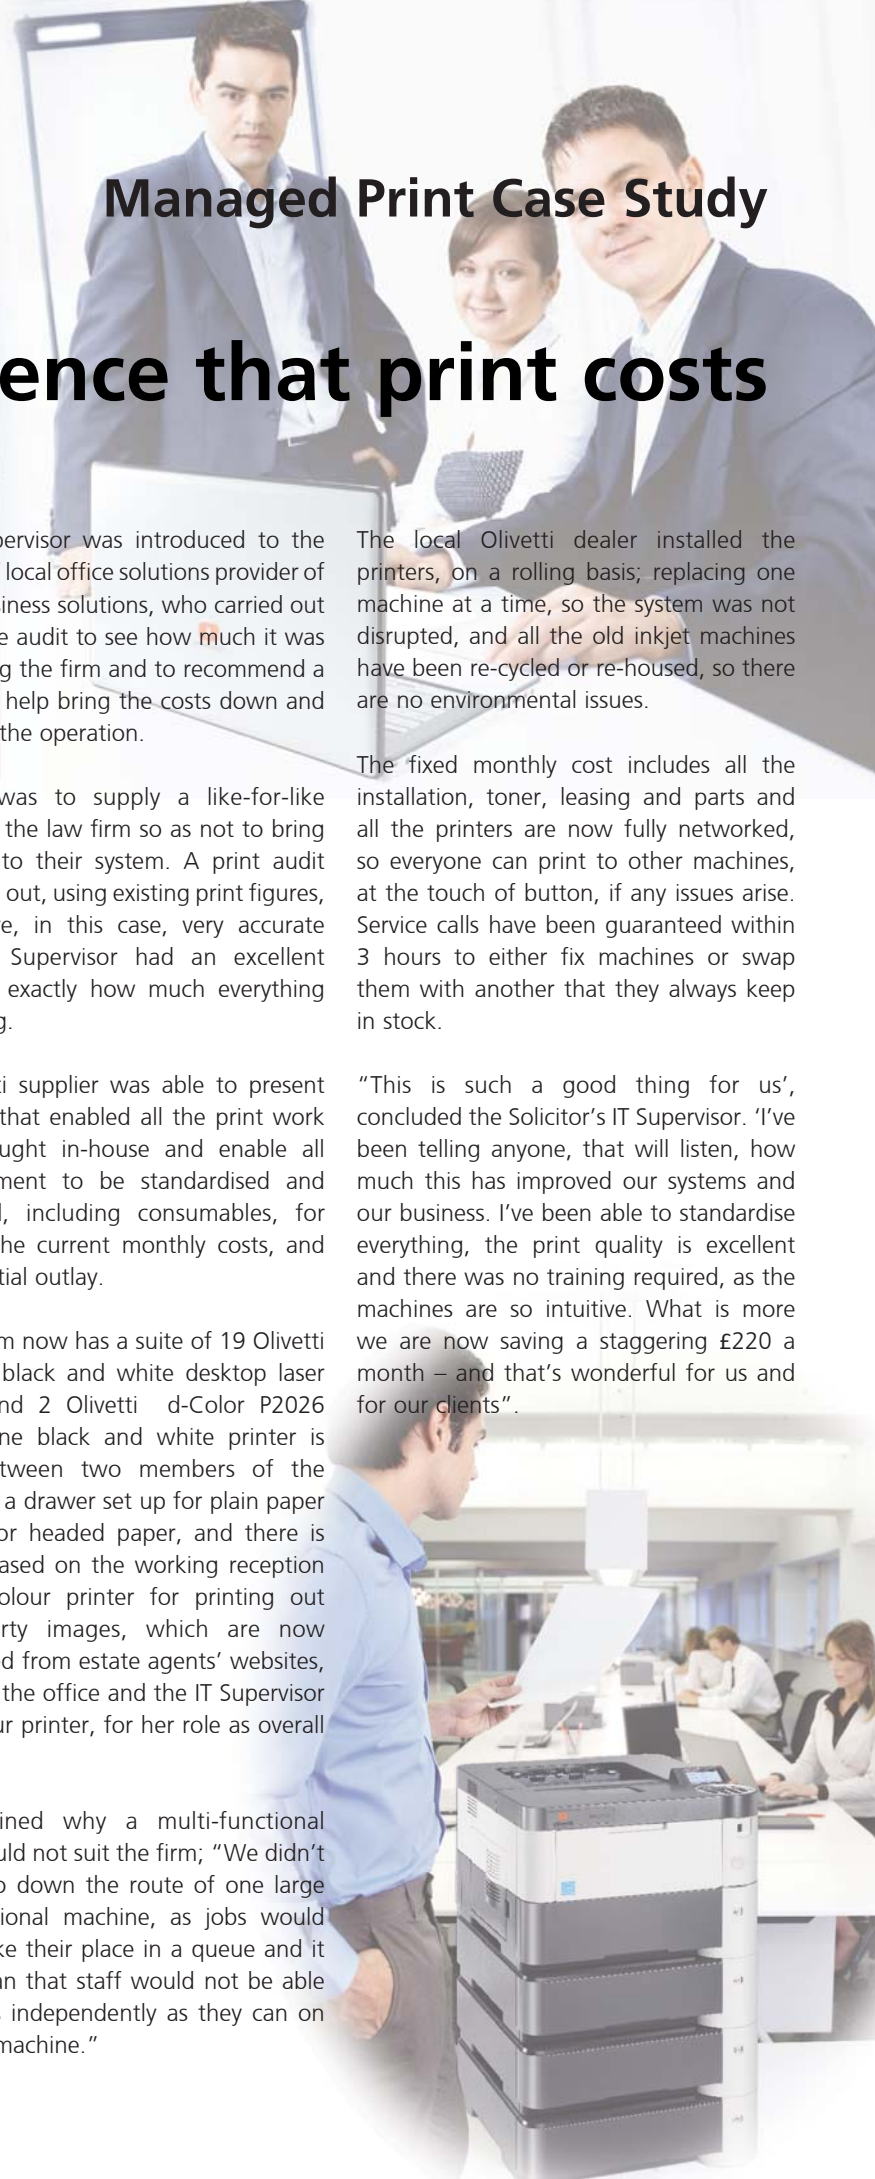 Managed Print Case Study
ence that print costs
pervisor was introduced to the
local office solutions provider of
iness solutions, who carried out
e audit to see how much it was
g the firm and to recommend a
help bring the costs down and
the operation.
was to supply a like-for-like
the law firm so as not to bring
to their system. A print audit
out, using existing print figures,
e, in this case, very accurate
Supervisor had an excellent
exactly how much everything
g.
ti supplier was able to present
that enabled all the print work
ught in-house and enable all
ment to be standardised and
l, including consumables, for
he current monthly costs, and
tial outlay.
m now has a suite of 19 Olivetti
black and white desktop laser
nd 2 Olivetti d-Color P2026
ne black and white printer is
tween two members of the
a drawer set up for plain paper
or headed paper, and there is
ased on the working reception
olour printer for printing out
rty images, which are now
d from estate agents’ websites,
the office and the IT Supervisor
ur printer, for her role as overall
ined why a multi-functional
uld not suit the firm; “We didn’t
o down the route of one large
ional machine, as jobs would
ke their place in a queue and it
an that staff would not be able
s independently as they can on
machine.”
The local Olivetti dealer installed the
printers, on a rolling basis; replacing one
machine at a time, so the system was not
disrupted, and all the old inkjet machines
have been re-cycled or re-housed, so there
are no environmental issues.
The fixed monthly cost includes all the
installation, toner, leasing and parts and
all the printers are now fully networked,
so everyone can print to other machines,
at the touch of button, if any issues arise.
Service calls have been guaranteed within
3 hours to either fix machines or swap
them with another that they always keep
in stock.
“This is such a good thing for us’,
concluded the Solicitor’s IT Supervisor. ‘I’ve
been telling anyone, that will listen, how
much this has improved our systems and
our business. I’ve been able to standardise
everything, the print quality is excellent
and there was no training required, as the
machines are so intuitive. What is more
we are now saving a staggering £220 a
month – and that’s wonderful for us and
for our clients”.